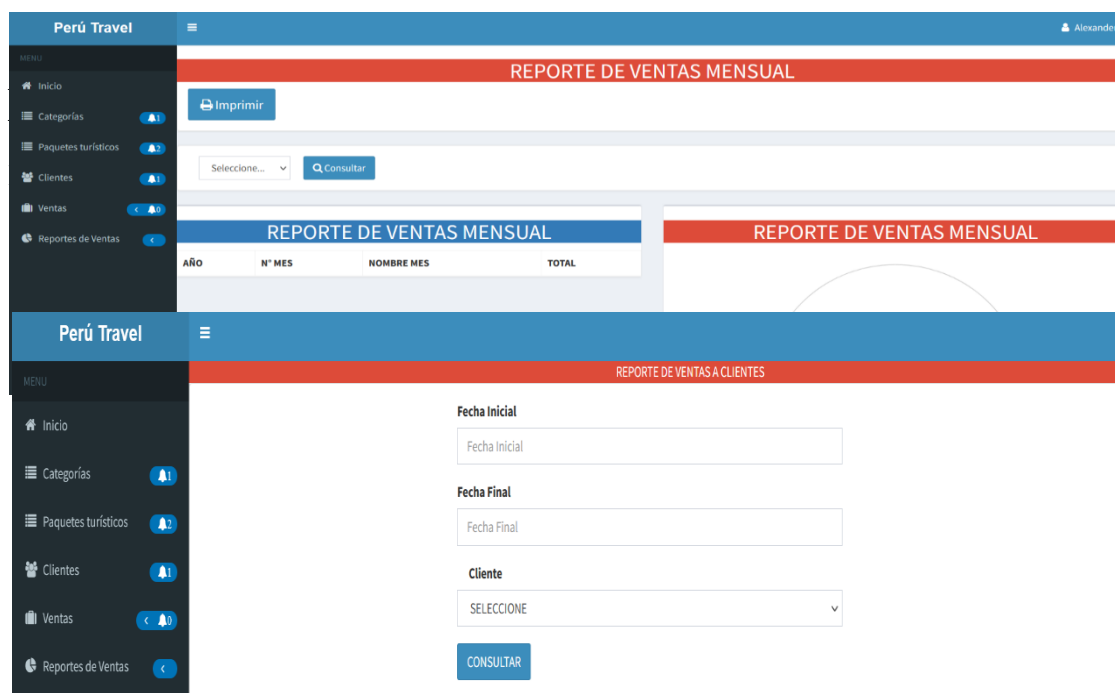 Perú Travel
Alexander
MENU
REPORTE DE VENTAS MENSUAL
Inicio
Imprimir
Categorías 1
Paquetes turísticos 2
Seleccione... Consultar
Clientes 1
Ventas 0
REPORTE DE VENTAS MENSUAL REPORTE DE VENTAS MENSUAL
Reportes de Ventas
AÑO N° MES NOMBRE MES TOTAL
Perú Travel
REPORTE DE VENTAS A CLIENTES
MENU
Fecha Inicial
Inicio
Fecha Inicial
Categorías 1
Fecha Final
Paquetes turísticos 2
Fecha Final
Clientes 1
Cliente
SELECCIONE
Ventas 0
CONSULTAR
Reportes de Ventas